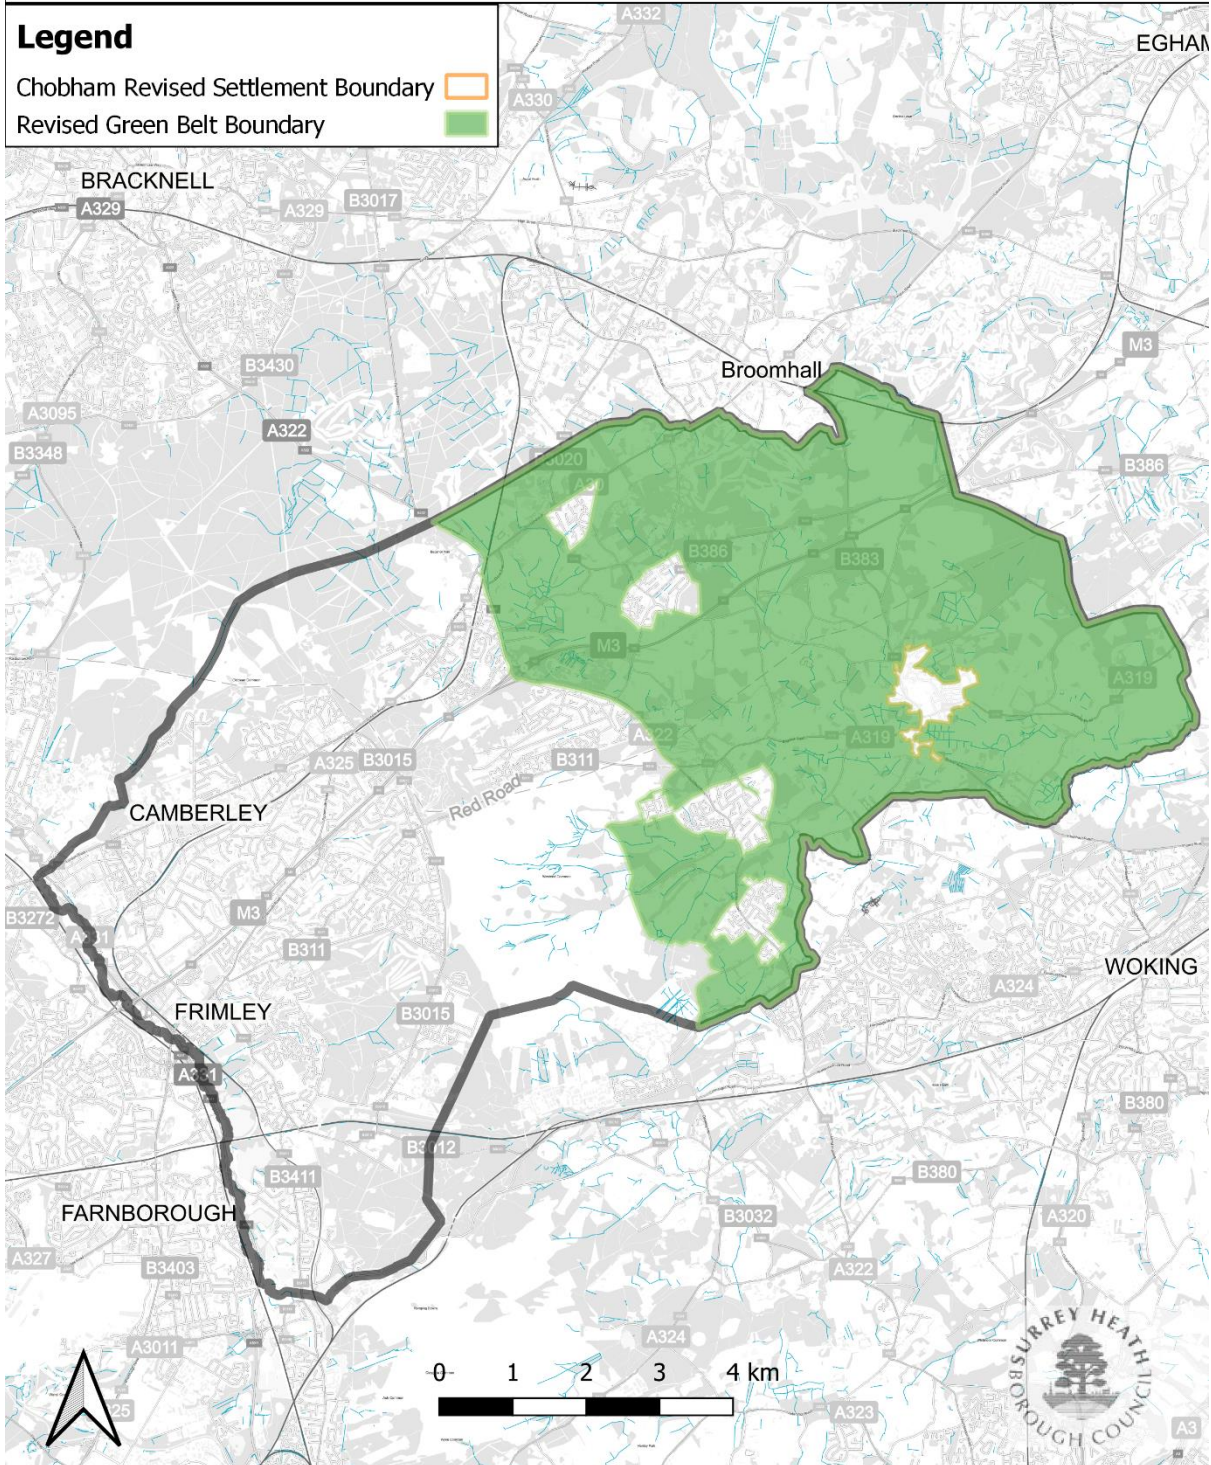 Legend
Chobham Revised Settlement Boundary
Revised Green Belt Boundary
A332
EGHAM
A330
BRACKNELL
A329
A329
B3017
M3
B3430
Broomhall
A3095
A322
B3348
B3020
B386
A30
B386
B383
M3
A319
A322
A319
A325
B3015
B311
Red Road
CAMBERLEY
B3272
M3
B311
WOKING
A324
FRIMLEY
B3015
A331
B380
B3012
B3411
B380
FARNBOROUGH
B3032
A320
A327
B3403
A322
A324
A3011
0 1 2 3 4 km
A323
A3
SURREY HEATH
BOROUGH COUNCIL